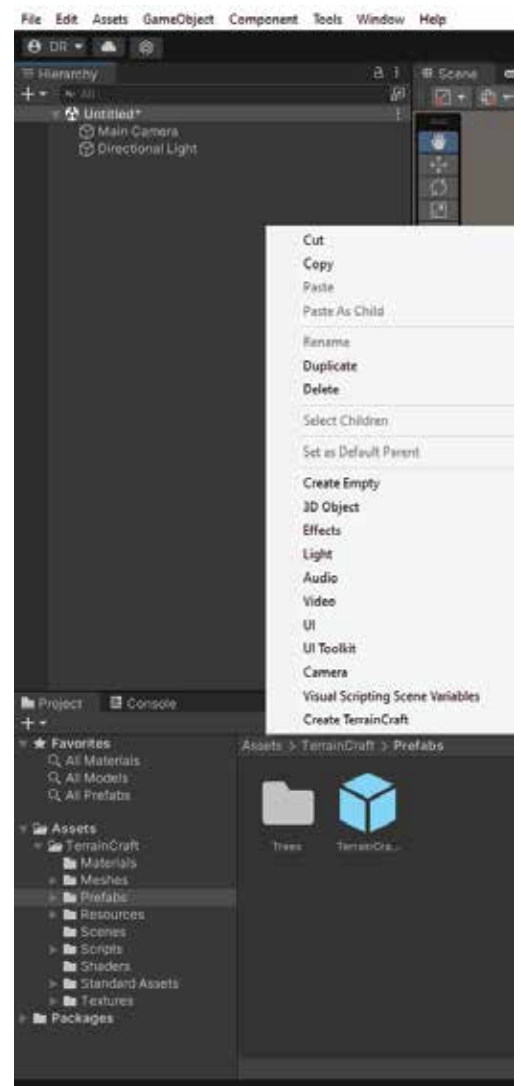 File Edit Assets GameObject Component Tools Window Help
DR
Hierarchy
All
Scene
Untitled*
Main Camera
Directional Light
Cut
Copy
Paste
Paste As Child
Rename
Duplicate
Delete
Select Children
Set as Default Parent
Create Empty
3D Object
Effects
Light
Audio
Video
UI
UI Toolkit
Camera
Visual Scripting Scene Variables
Create TerrainCraft
Project Console
Favorites
All Materials
All Models
All Prefabs
Assets
TerrainCraft
Materials
Meshes
Prefabs
Resources
Scenes
Scripts
Shaders
Standard Assets
Textures
Packages
Assets > TerrainCraft > Prefabs
Trees
TerrainCra...